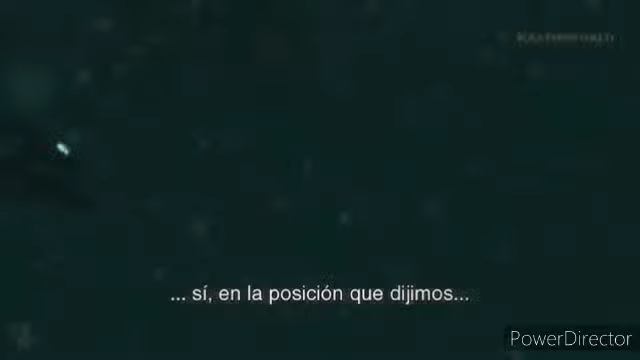 ... sí, en la posición que dijimos...
PowerDirector